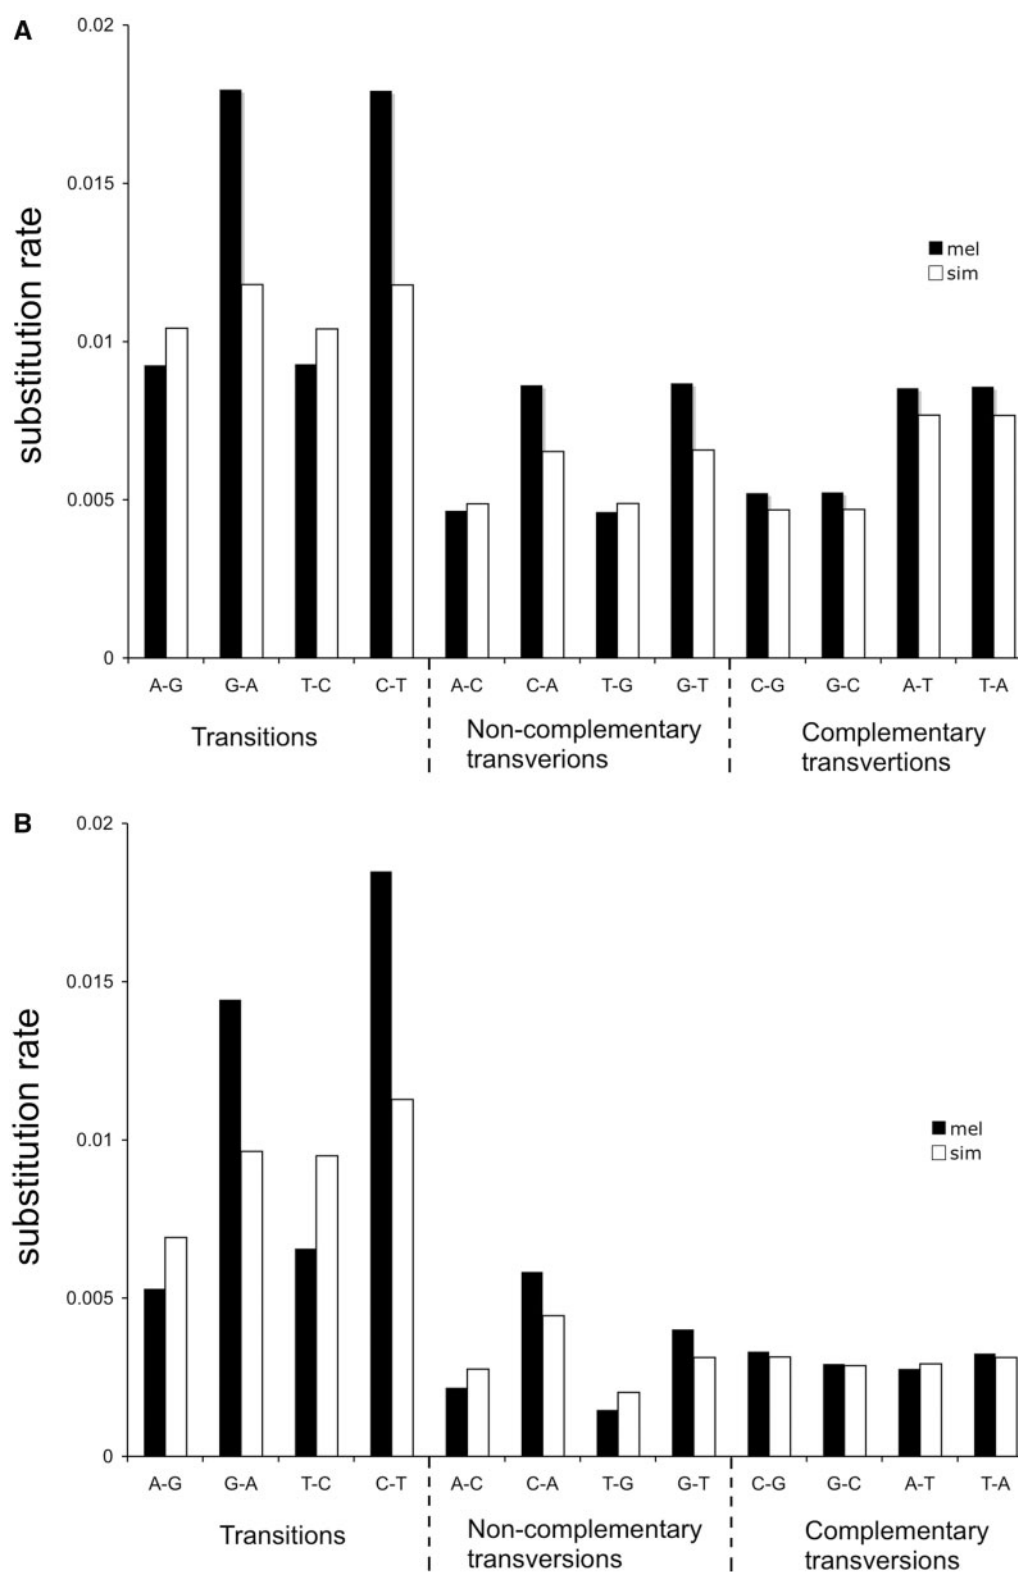 A
0.02
0.015
0.01
0.005
0
substitution rate
mel
sim
A-G G-A T-C C-T A-C C-A T-G G-T C-G G-C A-T T-A
Transitions
Non-complementary
transverions
Complementary
transvertions
B
0.02
0.015
0.01
0.005
0
substitution rate
mel
sim
A-G G-A T-C C-T A-C C-A T-G G-T C-G G-C A-T T-A
Transitions
Non-complementary
transversions
Complementary
transversions